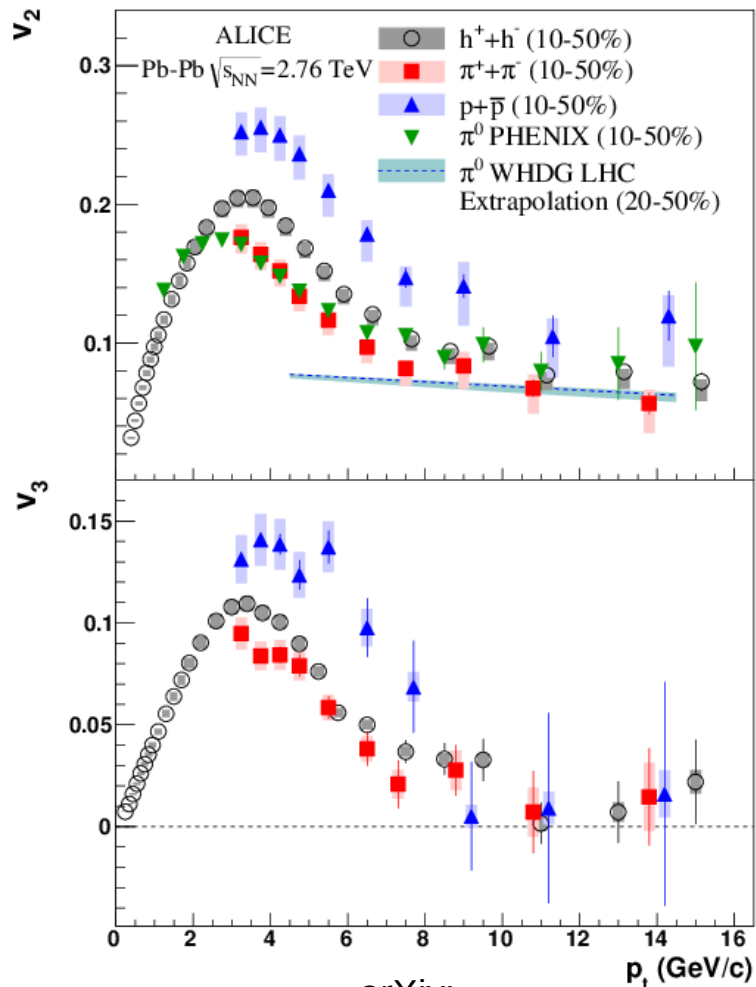 v2
ALICE
Pb-Pb √sNN=2.76 TeV
h⁺+h⁻ (10-50%)
π⁺+π⁻ (10-50%)
p+p̅ (10-50%)
π⁰ PHENIX (10-50%)
π⁰ WHDG LHC
Extrapolation (20-50%)
0.3
0.2
0.1
v3
0.15
0.1
0.05
0
0 2 4 6 8 10 12 14 16
pt (GeV/c)